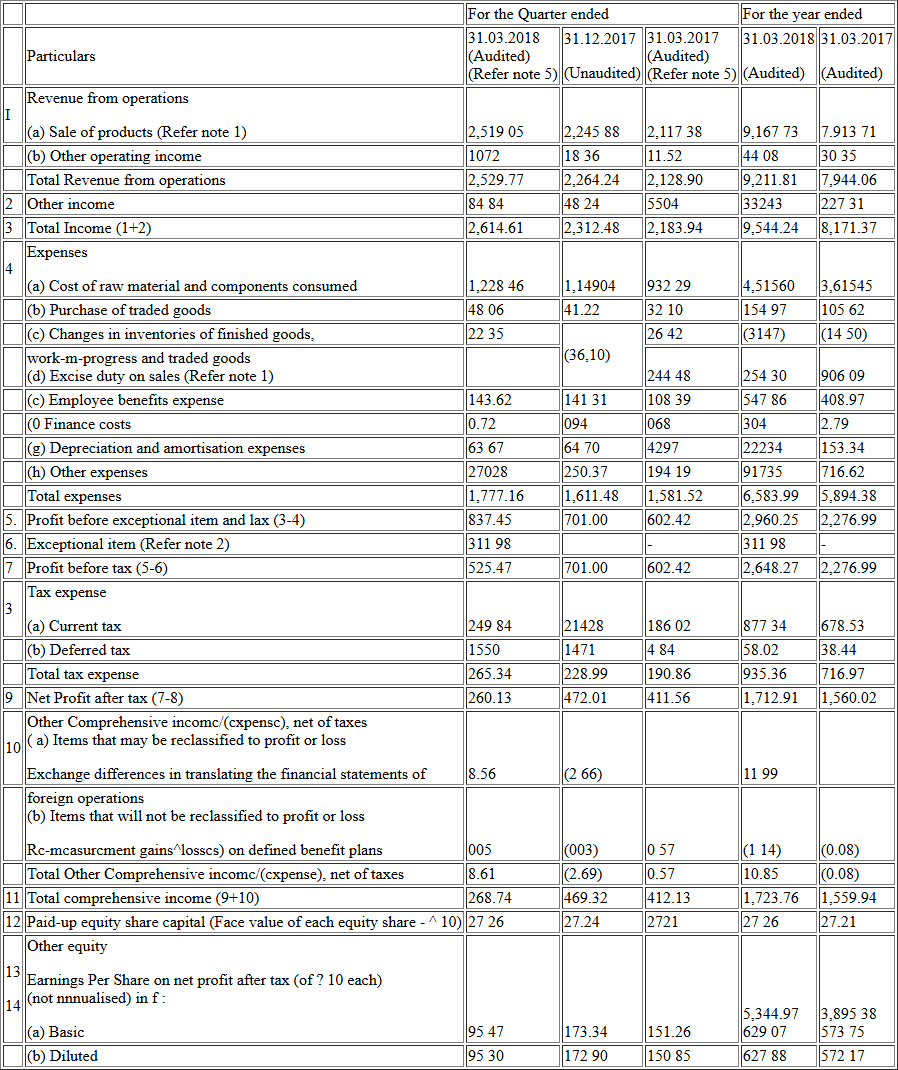 For the Quarter ended For the year ended
Particulars 31.03.2018 (Audited) (Refer note 5) 31.12.2017 (Unaudited) 31.03.2017 (Audited) (Refer note 5) 31.03.2018 (Audited) 31.03.2017 (Audited)
I Revenue from operations
(a) Sale of products (Refer note 1) 2,519 05 2,245 88 2,117 38 9,167 73 7.913 71
(b) Other operating income 1072 18 36 11.52 44 08 30 35
Total Revenue from operations 2,529.77 2,264.24 2,128.90 9,211.81 7,944.06
2 Other income 84 84 48 24 5504 33243 227 31
3 Total Income (1+2) 2,614.61 2,312.48 2,183.94 9,544.24 8,171.37
4 Expenses
(a) Cost of raw material and components consumed 1,228 46 1,14904 932 29 4,51560 3,61545
(b) Purchase of traded goods 48 06 41.22 32 10 154 97 105 62
(c) Changes in inventories of finished goods, 22 35 (36,10) 26 42 (3147) (14 50)
work-m-progress and traded goods
(d) Excise duty on sales (Refer note 1) 244 48 254 30 906 09
(c) Employee benefits expense 143.62 141 31 108 39 547 86 408.97
(0 Finance costs 0.72 094 068 304 2.79
(g) Depreciation and amortisation expenses 63 67 64 70 4297 22234 153.34
(h) Other expenses 27028 250.37 194 19 91735 716.62
Total expenses 1,777.16 1,611.48 1,581.52 6,583.99 5,894.38
5. Profit before exceptional item and lax (3-4) 837.45 701.00 602.42 2,960.25 2,276.99
6. Exceptional item (Refer note 2) 311 98 - 311 98 -
7 Profit before tax (5-6) 525.47 701.00 602.42 2,648.27 2,276.99
3 Tax expense
(a) Current tax 249 84 21428 186 02 877 34 678.53
(b) Deferred tax 1550 1471 4 84 58.02 38.44
Total tax expense 265.34 228.99 190.86 935.36 716.97
9 Net Profit after tax (7-8) 260.13 472.01 411.56 1,712.91 1,560.02
10 Other Comprehensive incomc/(cxpensc), net of taxes
( a) Items that may be reclassified to profit or loss
Exchange differences in translating the financial statements of 8.56 (2 66) 11 99
foreign operations
(b) Items that will not be reclassified to profit or loss
Rc-mcasurcment gains^losscs) on defined benefit plans 005 (003) 0 57 (1 14) (0.08)
Total Other Comprehensive incomc/(cxpense), net of taxes 8.61 (2.69) 0.57 10.85 (0.08)
11 Total comprehensive income (9+10) 268.74 469.32 412.13 1,723.76 1,559.94
12 Paid-up equity share capital (Face value of each equity share - ^ 10) 27 26 27.24 2721 27 26 27.21
Other equity
13 Earnings Per Share on net profit after tax (of ? 10 each)
14 (not nnnualised) in f :
5,344.97 3,895 38
(a) Basic 95 47 173.34 151.26 629 07 573 75
(b) Diluted 95 30 172 90 150 85 627 88 572 17